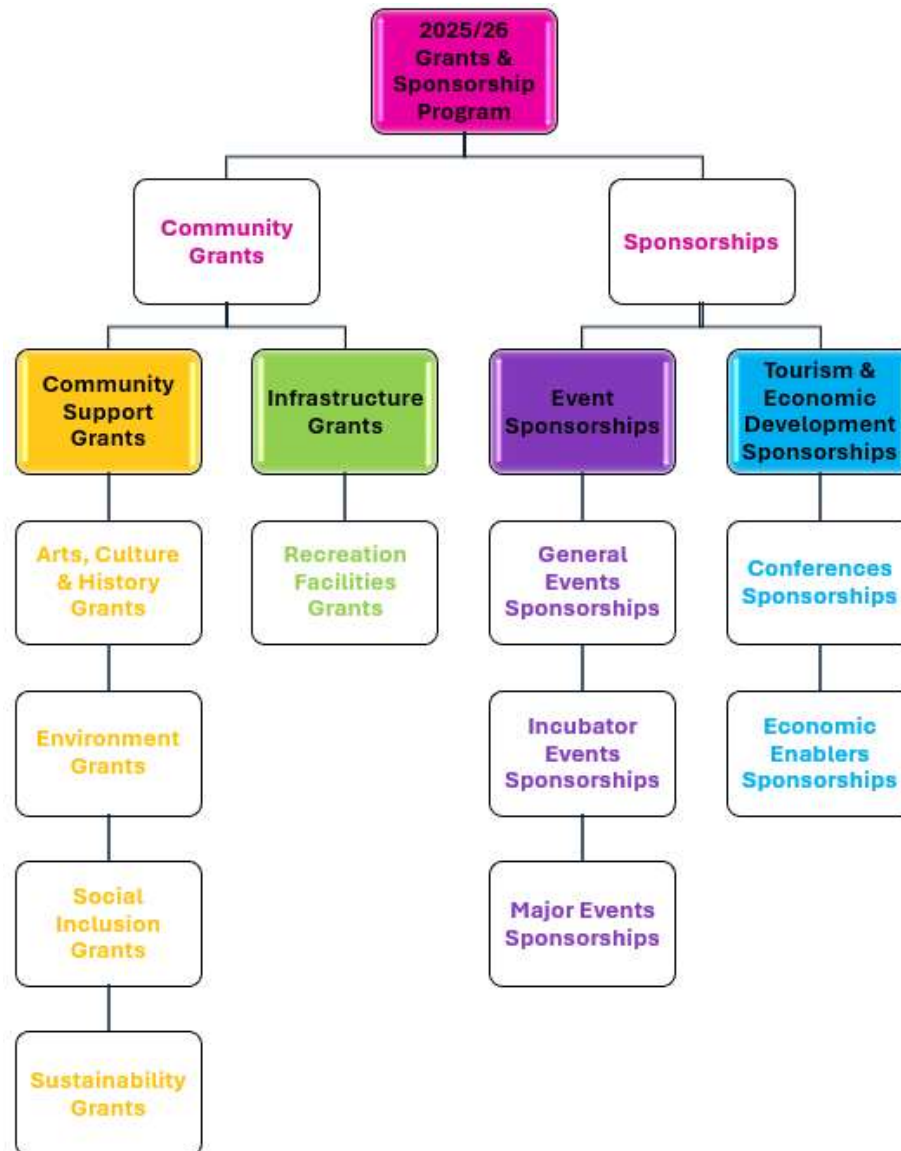 2025/26
Grants &
Sponsorship
Program
Community
Grants
Sponsorships
Community
Support
Grants
Infrastructure
Grants
Event
Sponsorships
Tourism &
Economic
Development
Sponsorships
Arts, Culture
& History
Grants
Recreation
Facilities
Grants
General
Events
Sponsorships
Conferences
Sponsorships
Environment
Grants
Incubator
Events
Sponsorships
Economic
Enablers
Sponsorships
Social
Inclusion
Grants
Major Events
Sponsorships
Sustainability
Grants